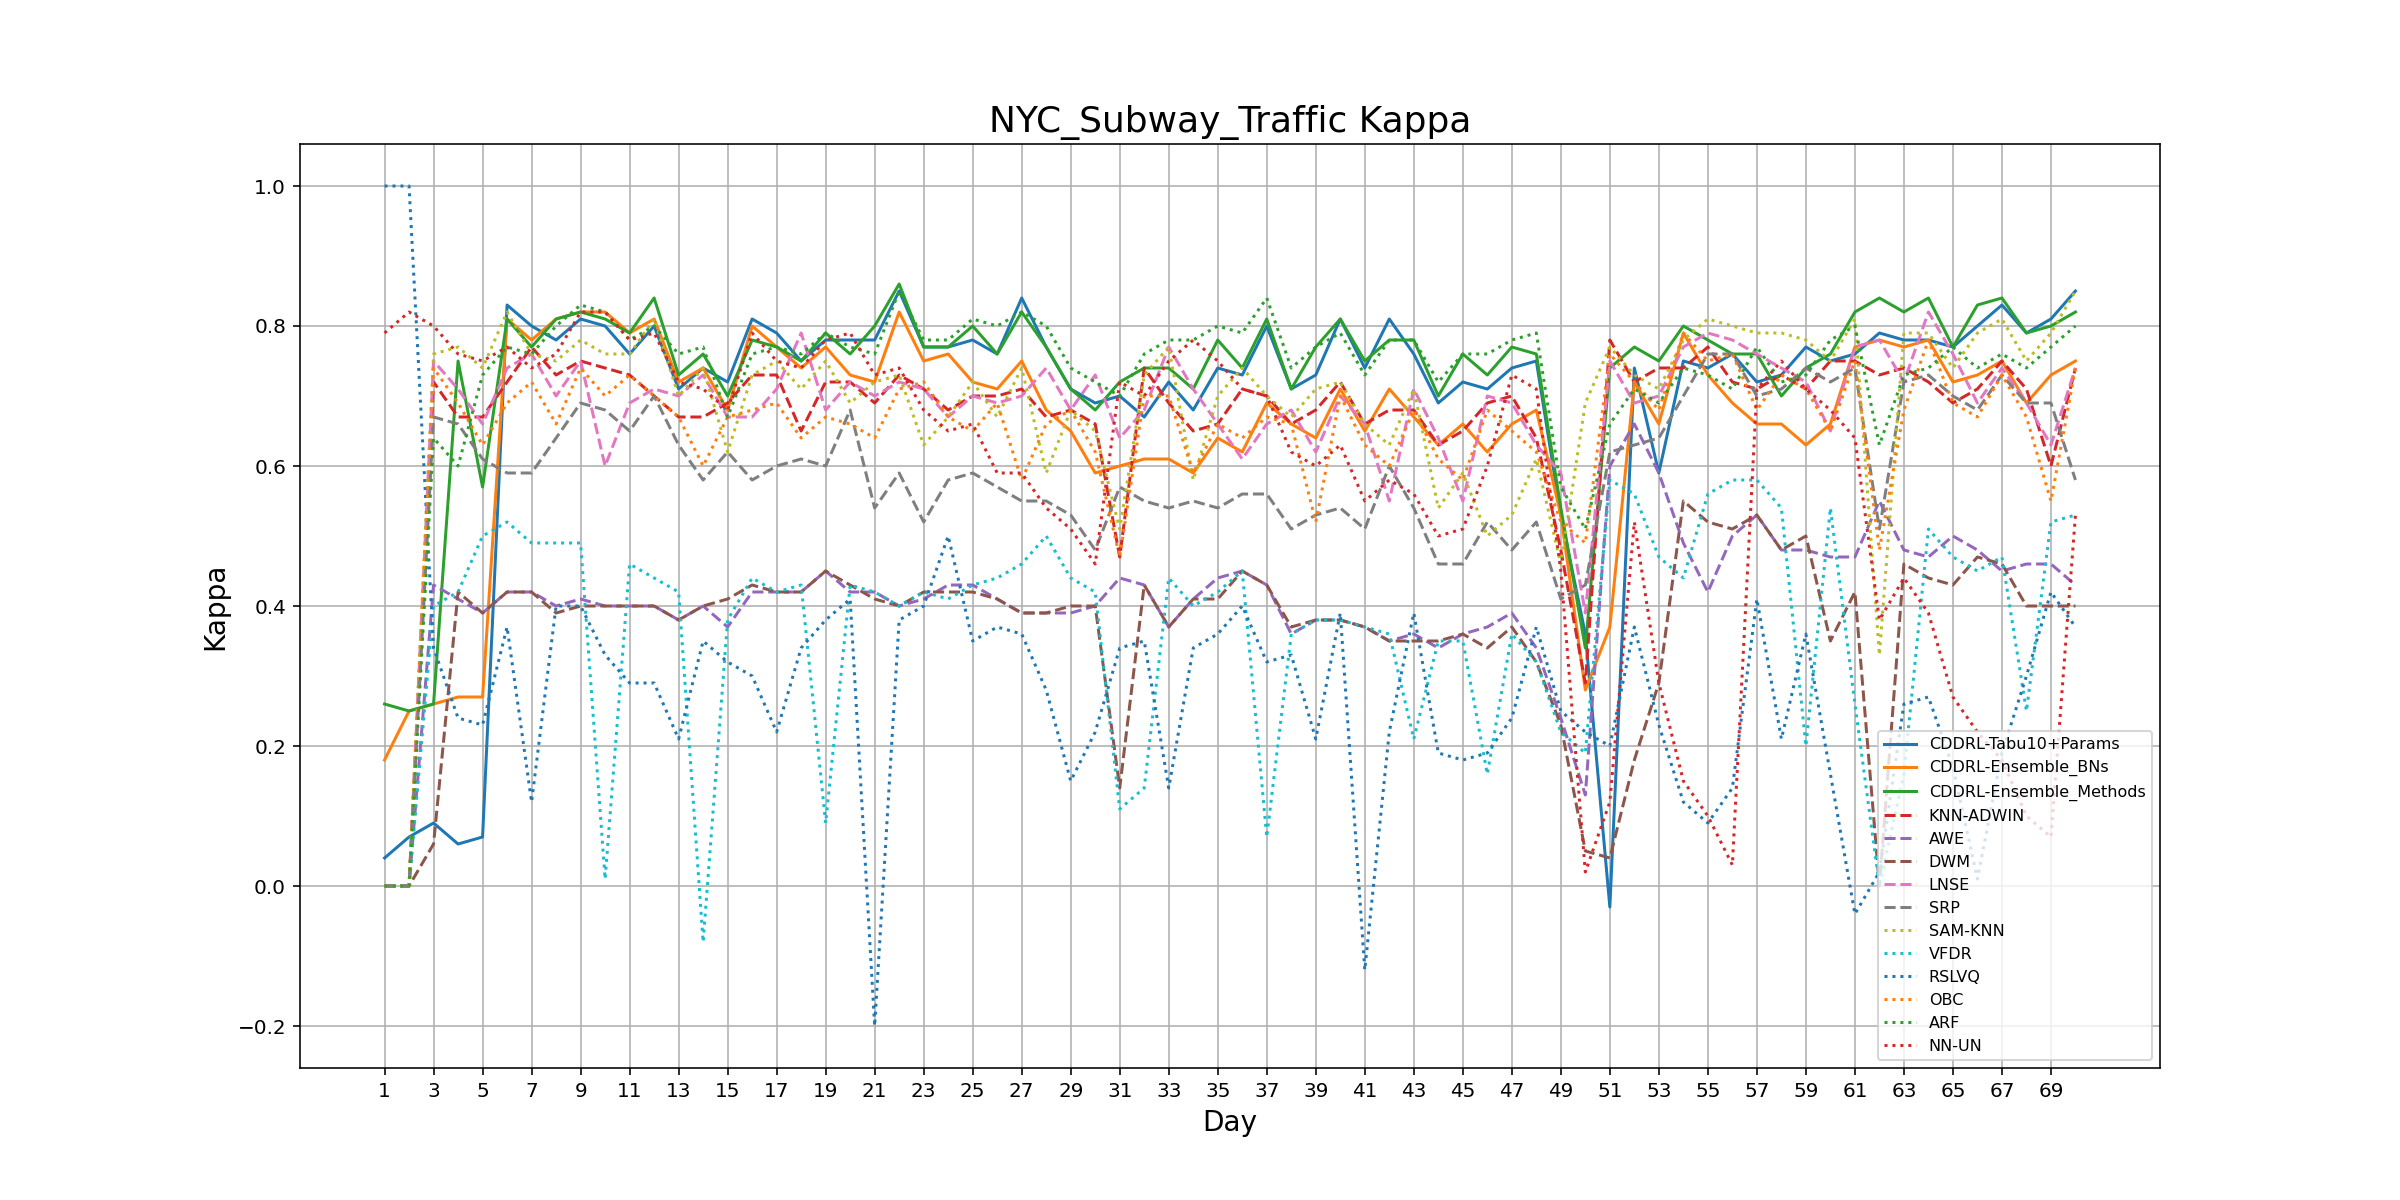 NYC_Subway_Traffic Kappa
Kappa
1.0
0.8
0.6
0.4
0.2
0.0
−0.2
CDDRL-Tabu10+Params
CDDRL-Ensemble_BNs
CDDRL-Ensemble_Methods
KNN-ADWIN
AWE
DWM
LNSE
SRP
SAM-KNN
VFDR
RSLVQ
OBC
ARF
NN-UN
1 3 5 7 9 11 13 15 17 19 21 23 25 27 29 31 33 35 37 39 41 43 45 47 49 51 53 55 57 59 61 63 65 67 69
Day